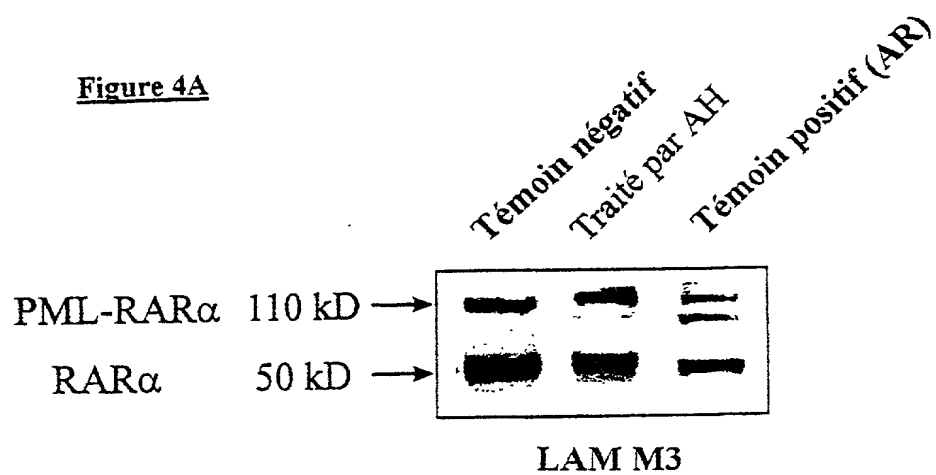 Figure 4A
Témoin négatif
Traité par AH
Témoin positif (AR)
PML-RARα 110 kD
RARα 50 kD
LAM M3